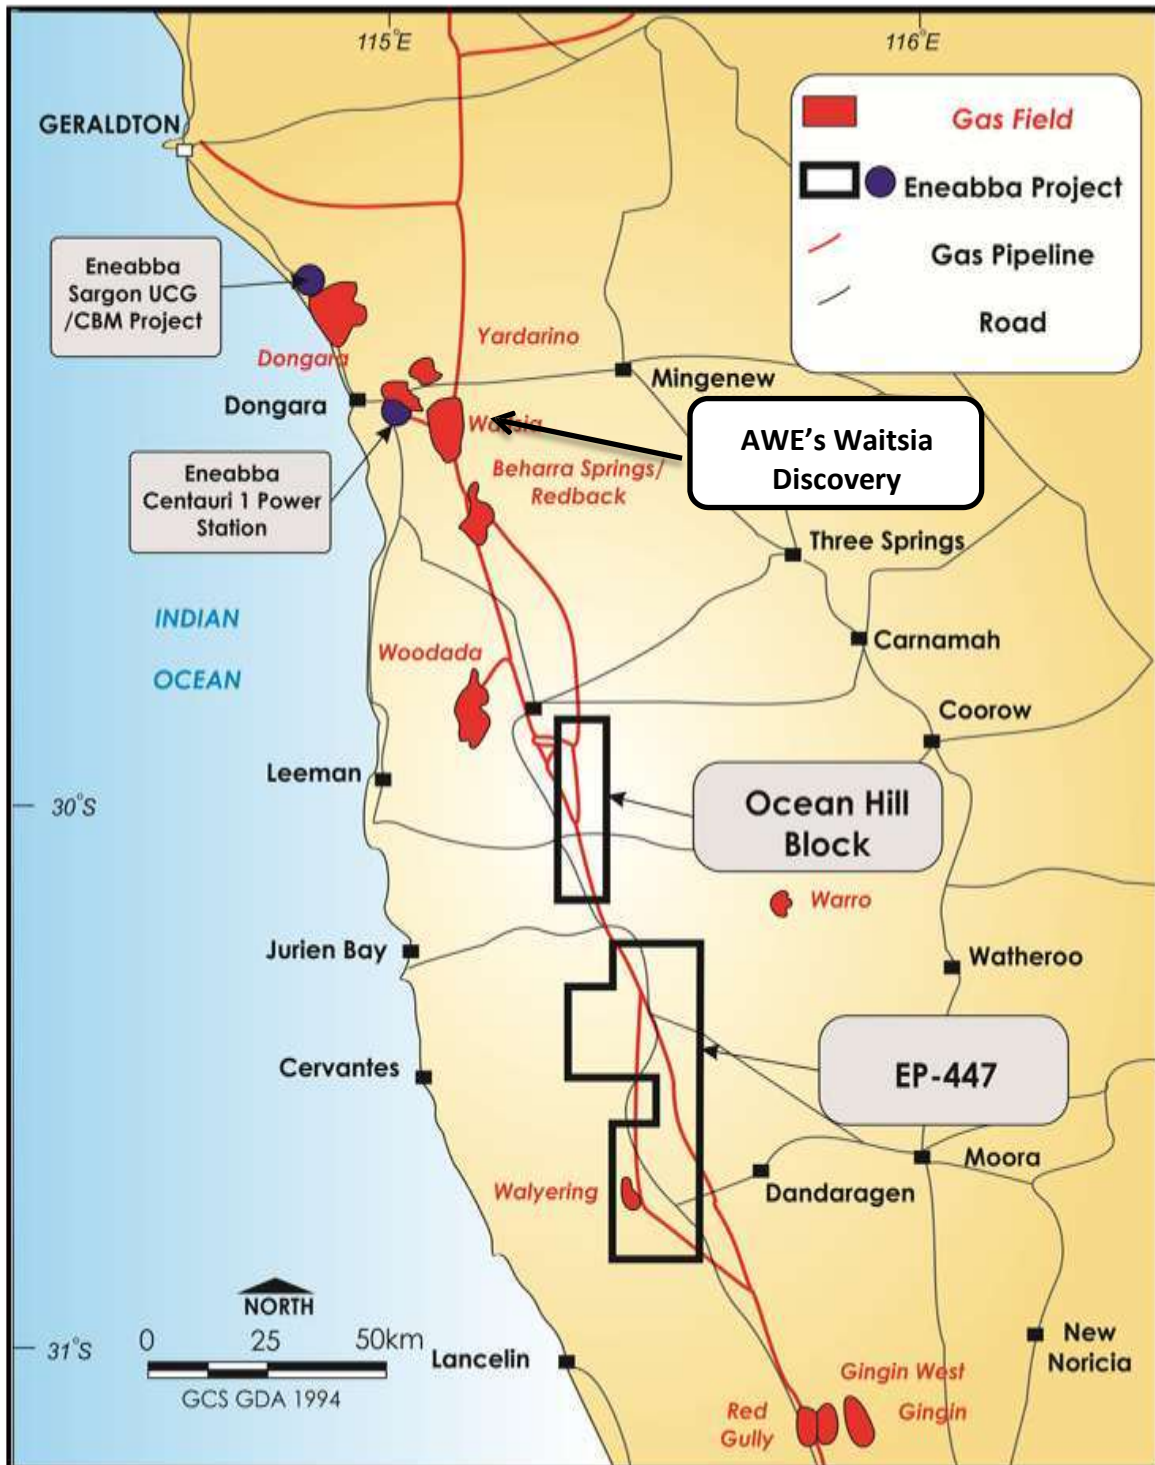 115°E
116°E
GERALDTON
Gas Field
Eneabba Project
Gas Pipeline
Road
Eneabba
Sargon UCG
/CBM Project
Yardarino
Dongara
Mingenew
Dongara
Waitsia
AWE's Waitsia
Discovery
Eneabba
Centauri 1 Power
Station
Beharra Springs/
Redback
Three Springs
INDIAN
OCEAN
Woodada
Carnamah
Coorow
Leeman
30°S
Ocean Hill
Block
Warro
Jurien Bay
Watheroo
Cervantes
EP-447
Moora
Walyering
Dandaragen
NORTH
0 25 50km
GCS GDA 1994
31°S
Lancelin
New
Noricia
Gingin West
Gingin
Red
Gully